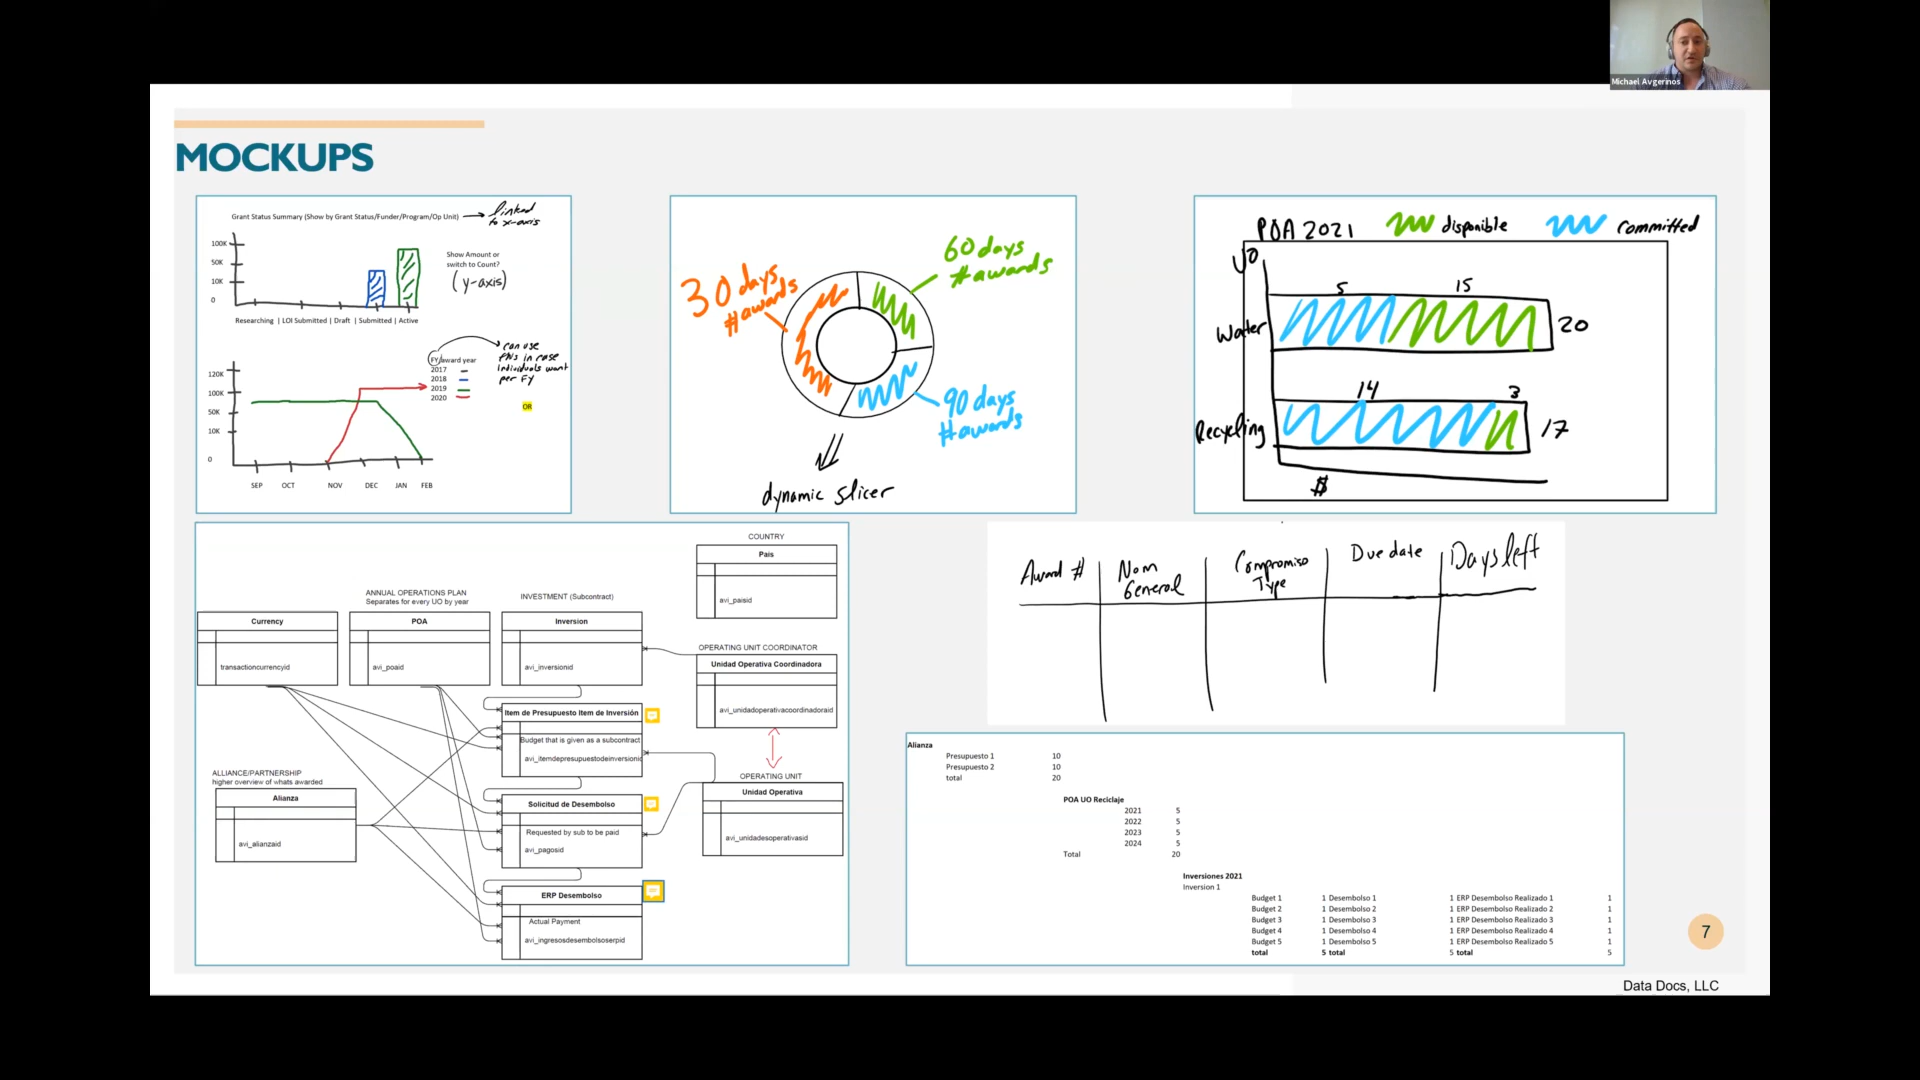 Michael Avgerinos
MOCKUPS
Grant Status Summary (Show by Grant Status/Funder/Program/Op Unit)
linked
to x-axis
100K
50K
10K
0
Show Amount or
switch to Count?
(y-axis)
Researching | LOI Submitted | Draft | Submitted | Active
FY/award year
2017
2018
2019
2020
can use
this in case
individuals want
per FY
OR
120K
100K
50K
10K
0
SEP OCT NOV DEC JAN FEB
30 days
# awards
60 days
# awards
90 days
# awards
dynamic slicer
POA 2021 disponible committed
UO
Water 5 15 20
Recycling 14 3 17
$
COUNTRY
Pais
avi_paisid
ANNUAL OPERATIONS PLAN
Separates for every UO by year
INVESTMENT (Subcontract)
Currency
transactioncurrencyid
POA
avi_poaid
Inversion
avi_inversionid
OPERATING UNIT COORDINATOR
Unidad Operativa Coordinadora
avi_unidadoperativacoordinadoraid
Item de Presupuesto Item de Inversión
Budget that is given as a subcontract
avi_itemdepresupuestodeinversionid
ALLIANCE/PARTNERSHIP
higher overview of whats awarded
Alianza
avi_alianzaid
Solicitud de Desembolso
Requested by sub to be paid
avi_pagosid
OPERATING UNIT
Unidad Operativa
avi_unidadesoperativasid
ERP Desembolso
Actual Payment
avi_ingresosdesembolsoserpid
Award # Nom General Compromiso Type Due date Days left
Alianza
Presupuesto 1 10
Presupuesto 2 10
total 20
POA UO Reciclaje
2021 5
2022 5
2023 5
2024 5
Total 20
Inversiones 2021
Inversion 1
Budget 1 1 Desembolso 1 1 ERP Desembolso Realizado 1 1
Budget 2 1 Desembolso 2 1 ERP Desembolso Realizado 2 1
Budget 3 1 Desembolso 3 1 ERP Desembolso Realizado 3 1
Budget 4 1 Desembolso 4 1 ERP Desembolso Realizado 4 1
Budget 5 1 Desembolso 5 1 ERP Desembolso Realizado 5 1
total 5 total 5 total 5
7
Data Docs, LLC